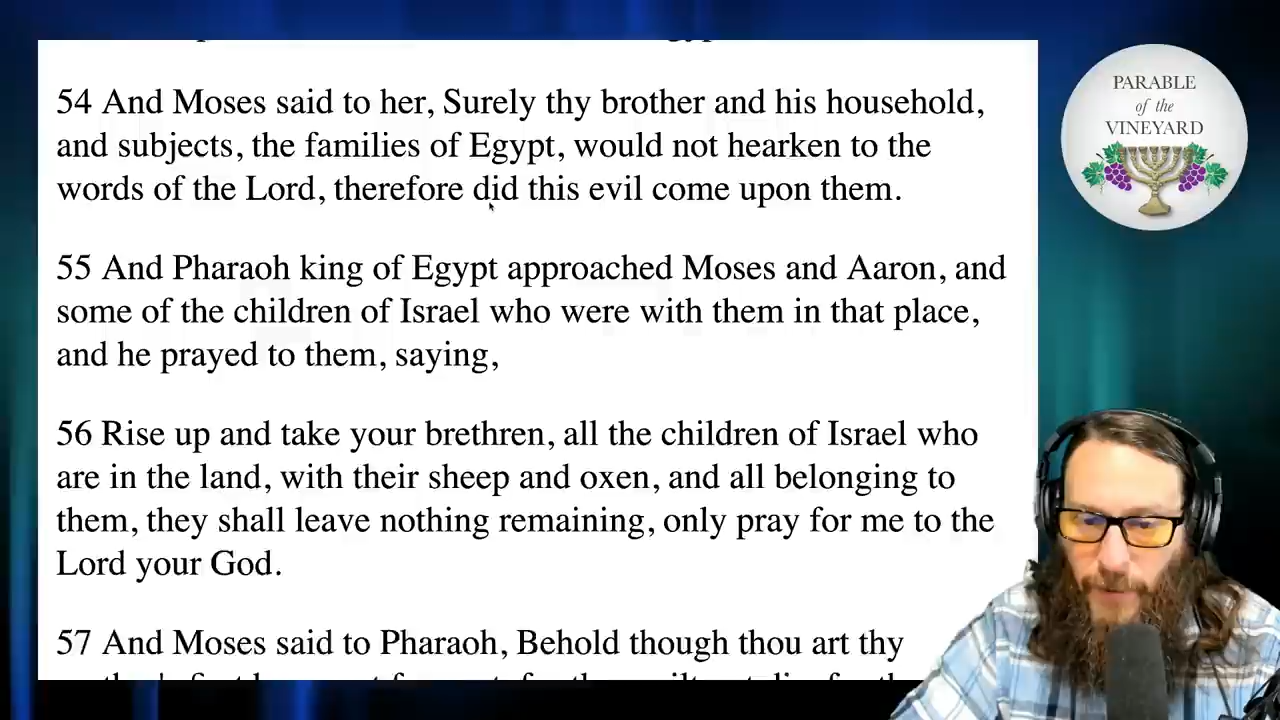 54 And Moses said to her, Surely thy brother and his household,
and subjects, the families of Egypt, would not hearken to the
words of the Lord, therefore did this evil come upon them.
55 And Pharaoh king of Egypt approached Moses and Aaron, and
some of the children of Israel who were with them in that place,
and he prayed to them, saying,
56 Rise up and take your brethren, all the children of Israel who
are in the land, with their sheep and oxen, and all belonging to
them, they shall leave nothing remaining, only pray for me to the
Lord your God.
57 And Moses said to Pharaoh, Behold though thou art thy
PARABLE
of the
VINEYARD